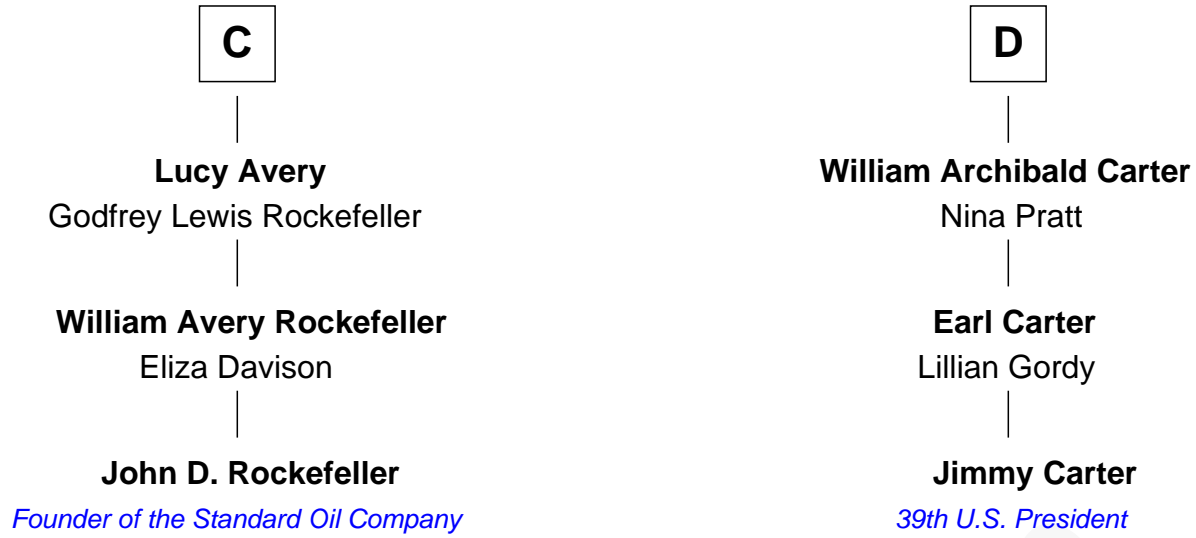 C
Lucy Avery
Godfrey Lewis Rockefeller
William Avery Rockefeller
Eliza Davison
John D. Rockefeller
Founder of the Standard Oil Company
D
William Archibald Carter
Nina Pratt
Earl Carter
Lillian Gordy
Jimmy Carter
39th U.S. President